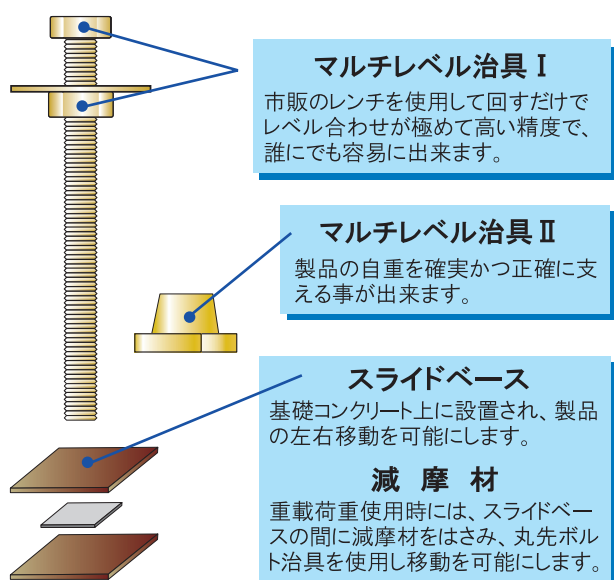 マルチレベル治具Ⅰ
市販のレンチを使用して回すだけで
レベル合わせが極めて高い精度で、
誰にでも容易に出来ます。
マルチレベル治具Ⅱ
製品の自重を確実かつ正確に支
える事が出来ます。
スライドベース
基礎コンクリート上に設置され、製品
の左右移動を可能にします。
減 摩 材
重載荷重使用時には、スライドベー
スの間に減摩材をはさみ、丸先ボル
ト治具を使用し移動を可能にします。